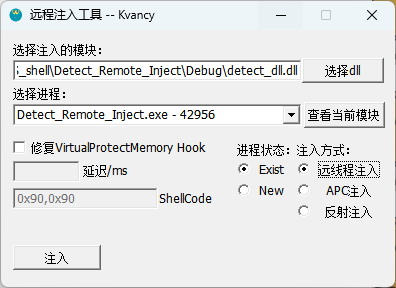 远程注入工具 -- Kvancy
选择注入的模块:
_shell\Detect_Remote_Inject\Debug\detect_dll.dll
选择dll
选择进程:
Detect_Remote_Inject.exe - 42956
查看当前模块
修复VirtualProtectMemory Hook
进程状态: 注入方式:
延迟/ms
Exist 远线程注入
0x90,0x90 ShellCode
New APC注入
反射注入
注入